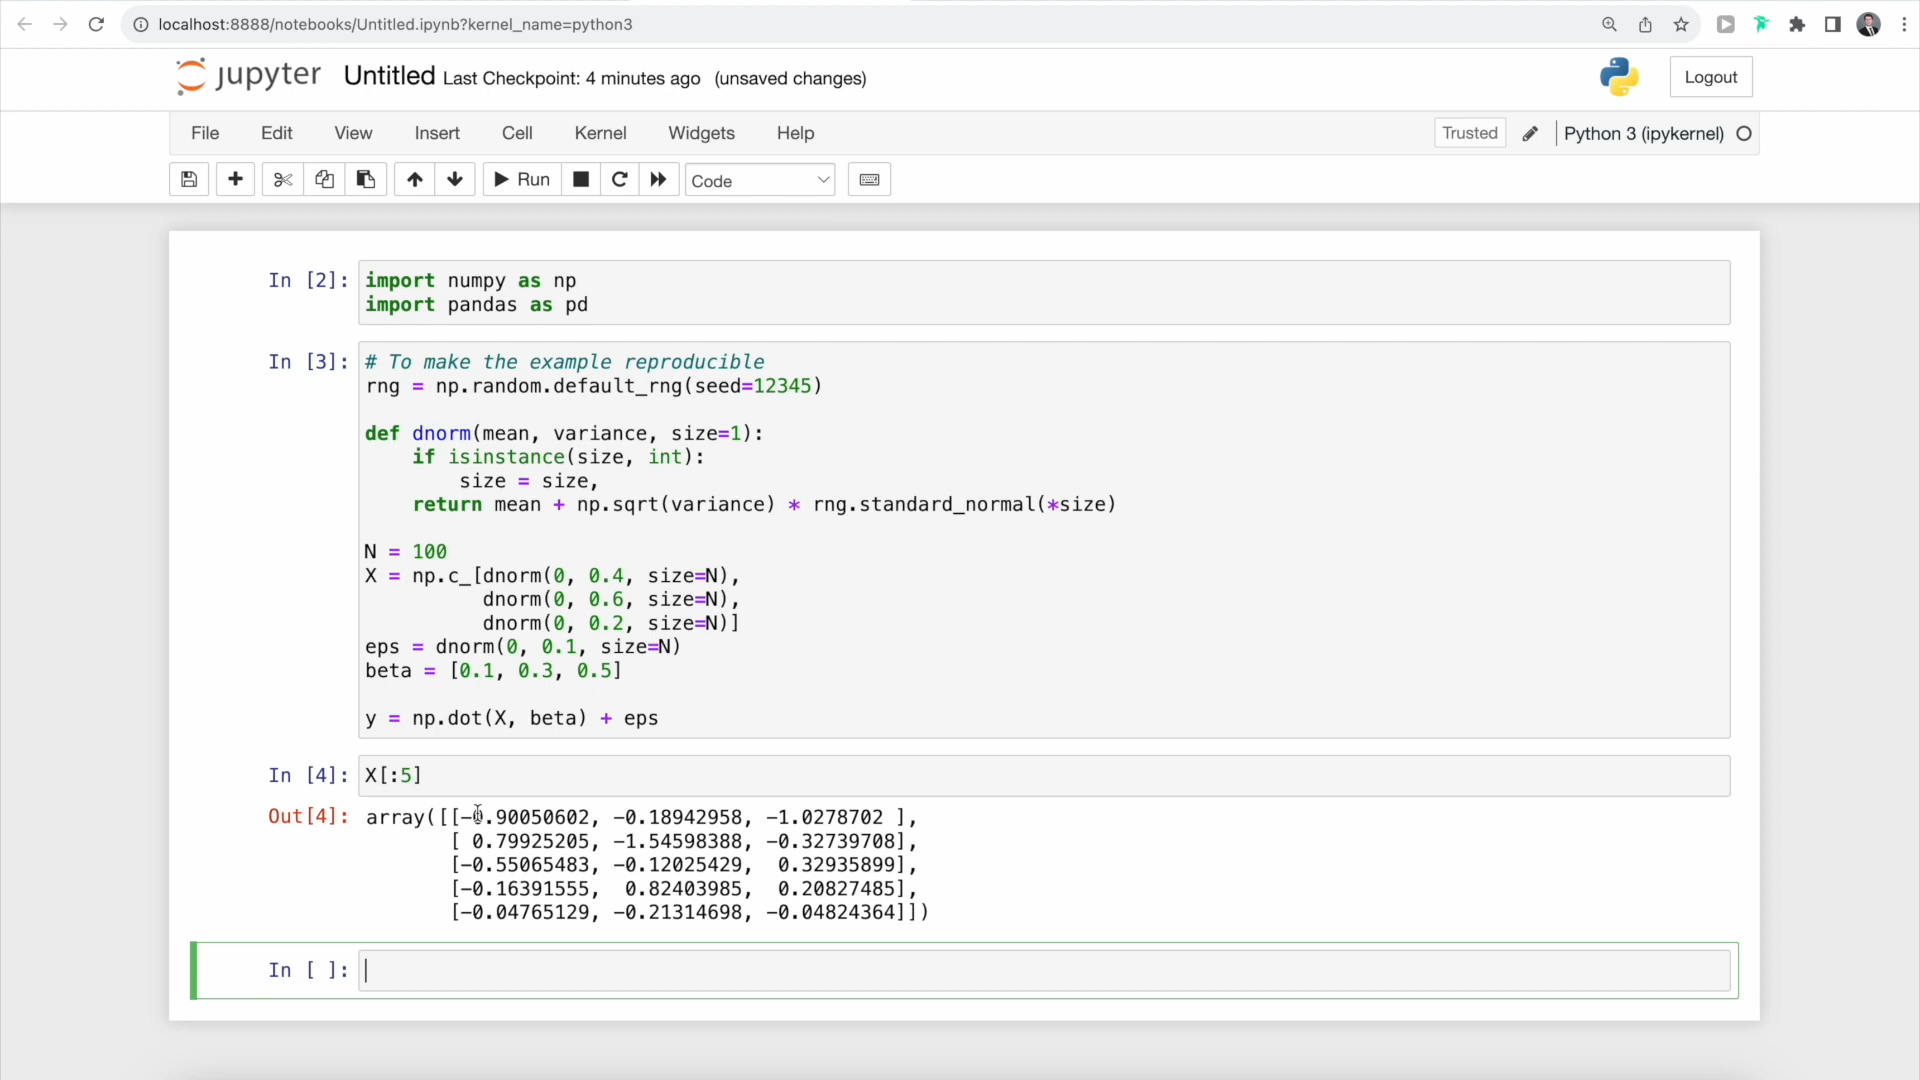 localhost:8888/notebooks/Untitled.ipynb?kernel_name=python3
jupyter Untitled Last Checkpoint: 4 minutes ago (unsaved changes) Logout
File Edit View Insert Cell Kernel Widgets Help Trusted Python 3 (ipykernel)
Run Code
In [2]: import numpy as np
import pandas as pd
In [3]: # To make the example reproducible
rng = np.random.default_rng(seed=12345)
def dnorm(mean, variance, size=1):
    if isinstance(size, int):
        size = size,
    return mean + np.sqrt(variance) * rng.standard_normal(*size)
N = 100
X = np.c_[dnorm(0, 0.4, size=N),
          dnorm(0, 0.6, size=N),
          dnorm(0, 0.2, size=N)]
eps = dnorm(0, 0.1, size=N)
beta = [0.1, 0.3, 0.5]
y = np.dot(X, beta) + eps
In [4]: X[:5]
Out[4]: array([[-0.90050602, -0.18942958, -1.0278702 ],
       [ 0.79925205, -1.54598388, -0.32739708],
       [-0.55065483, -0.12025429,  0.32935899],
       [-0.16391555,  0.82403985,  0.20827485],
       [-0.04765129, -0.21314698, -0.04824364]])
In [ ]: